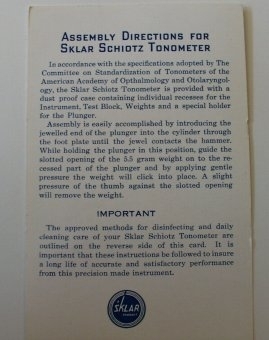 ASSEMBLY DIRECTIONS FOR
SKLAR SCHIOTZ TONOMETER
In accordance with the specifications adopted by The
Committee on Standardization of Tonometers of the
American Academy of Opthalmology and Otolaryngol-
ogy, the Sklar Schiotz Tonometer is provided with a
dust proof case containing individual recesses for the
Instrument, Test Block, Weights and a special holder
for the Plunger.
Assembly is easily accomplished by introducing the
jewelled end of the plunger into the cylinder through
the foot plate until the jewel contacts the hammer.
While holding the plunger in this position, guide the
slotted opening of the 5.5 gram weight on to the re-
cessed part of the plunger and by applying gentle
pressure the weight will click into place. A slight
pressure of the thumb against the slotted opening
will remove the weight.
IMPORTANT
The approved methods for disinfecting and daily
cleaning care of your Sklar Schiotz Tonometer are
outlined on the reverse side of this card. It is
important that these instructions be followed to insure
a long life of accurate and satisfactory performance
from this precision made instrument.
SKLAR